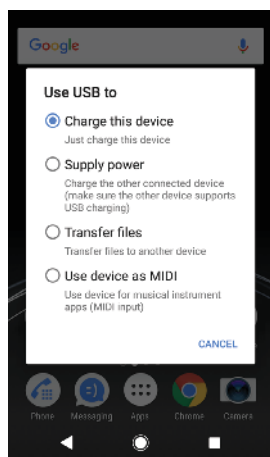 Google
Use USB to
Charge this device
Just charge this device
Supply power
Charge the other connected device
(make sure the other device supports
USB charging)
Transfer files
Transfer files to another device
Use device as MIDI
Use device for musical instrument
apps (MIDI input)
CANCEL
Phone Messaging Apps Chrome Camera